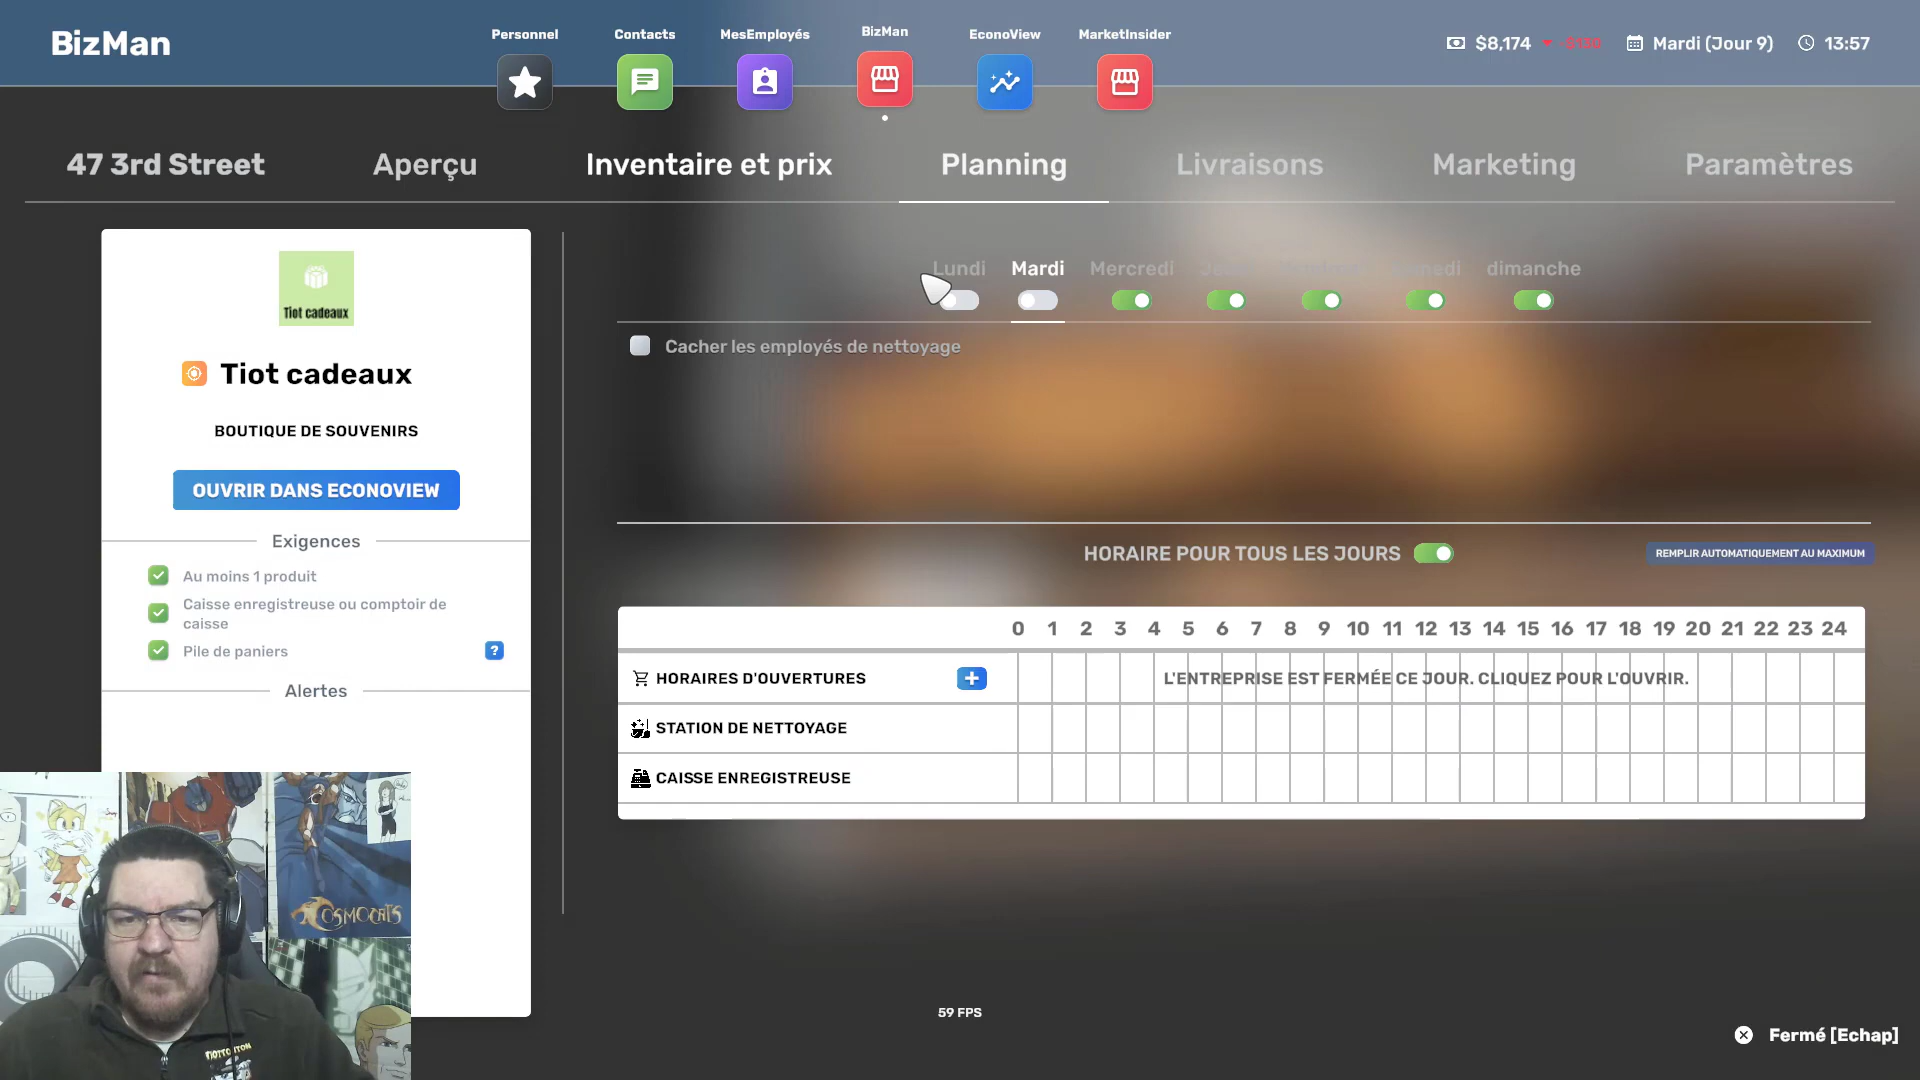 BizMan
Personnel
Contacts
MesEmployés
BizMan
EconoView
MarketInsider
$8,174
-$130
Mardi (Jour 9)
13:57
47 3rd Street
Aperçu
Inventaire et prix
Planning
Livraisons
Marketing
Paramètres
Tiot cadeaux
Tiot cadeaux
BOUTIQUE DE SOUVENIRS
OUVRIR DANS ECONOVIEW
Exigences
Au moins 1 produit
Caisse enregistreuse ou comptoir de
caisse
Pile de paniers
?
Alertes
Lundi
Mardi
Mercredi
dimanche
Cacher les employés de nettoyage
HORAIRE POUR TOUS LES JOURS
REMPLIR AUTOMATIQUEMENT AU MAXIMUM
0 1 2 3 4 5 6 7 8 9 10 11 12 13 14 15 16 17 18 19 20 21 22 23 24
HORAIRES D'OUVERTURES
+
L'ENTREPRISE EST FERMÉE CE JOUR. CLIQUEZ POUR L'OUVRIR.
STATION DE NETTOYAGE
CAISSE ENREGISTREUSE
COSMOCATS
59 FPS
Fermé [Echap]